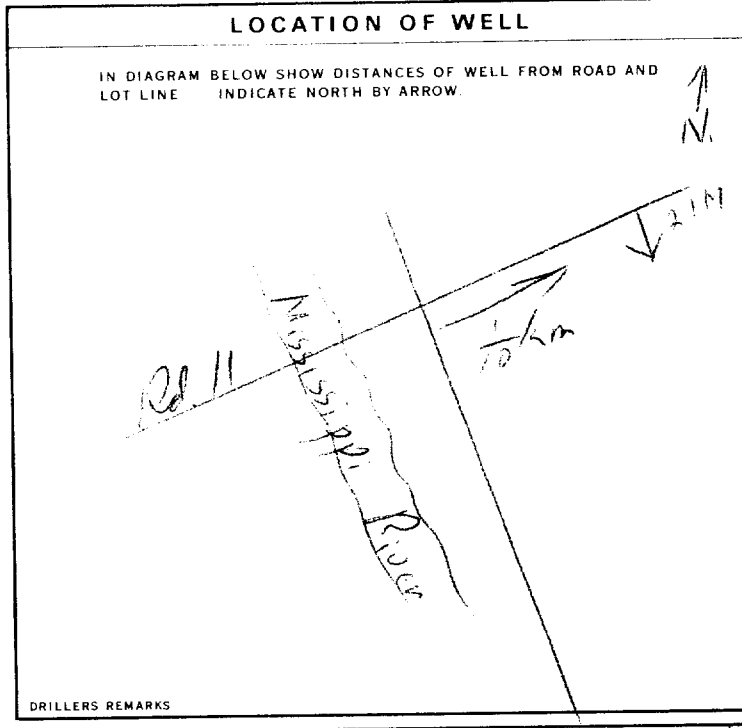 LOCATION OF WELL
IN DIAGRAM BELOW SHOW DISTANCES OF WELL FROM ROAD AND
LOT LINE INDICATE NORTH BY ARROW.
N.
21M
1/10 km
Rd 11
Mississippi River
DRILLERS REMARKS